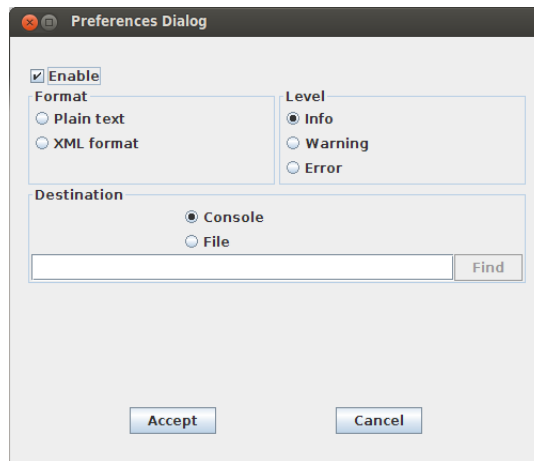 Preferences Dialog
Enable
Format
Plain text
XML format
Level
Info
Warning
Error
Destination
Console
File
Find
Accept
Cancel